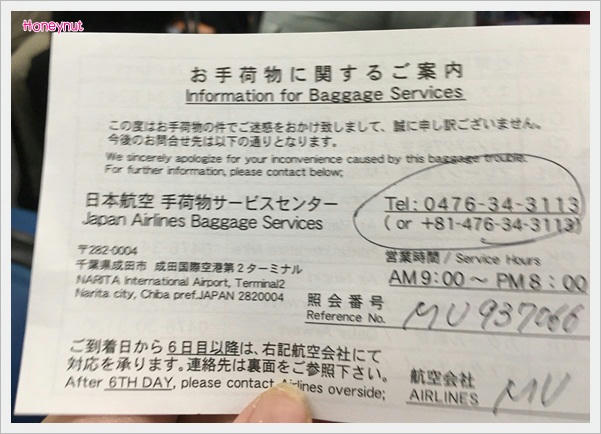 Honeynut
お手荷物に関するご案内
Information for Baggage Services
この度はお手荷物の件でご迷惑をおかけ致しまして、誠に申し訳ございません。
今後のお問合せ先は以下の通りとなります。
We sincerely apologize for your inconvenience caused by this baggage trouble.
For further information, please contact below;
日本航空 手荷物サービスセンター
Japan Airlines Baggage Services
Tel: 0476-34-3113
( or +81-476-34-3113)
〒282-0004
千葉県成田市 成田国際空港第2ターミナル
NARITA International Airport, Terminal2
Narita city, Chiba pref.JAPAN 2820004
営業時間 / Service Hours
AM9:00~PM8:00
照会番号
Reference No. MU937066
ご到着日から6日目以降は、右記航空会社にて
対応を承ります。連絡先は裏面をご参照下さい。
After 6TH DAY, please contact Airlines overside;
航空会社
AIRLINES MU